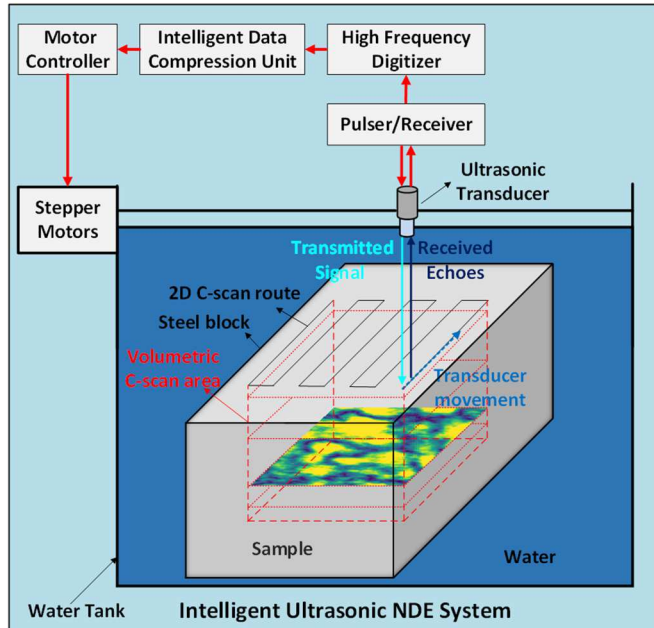 Motor
Controller
Intelligent Data
Compression Unit
High Frequency
Digitizer
Pulser/Receiver
Ultrasonic
Transducer
Stepper
Motors
Transmitted
Signal
Received
Echoes
2D C-scan route
Steel block
Volumetric
C-scan area
Transducer
movement
Sample
Water
Water Tank
Intelligent Ultrasonic NDE System